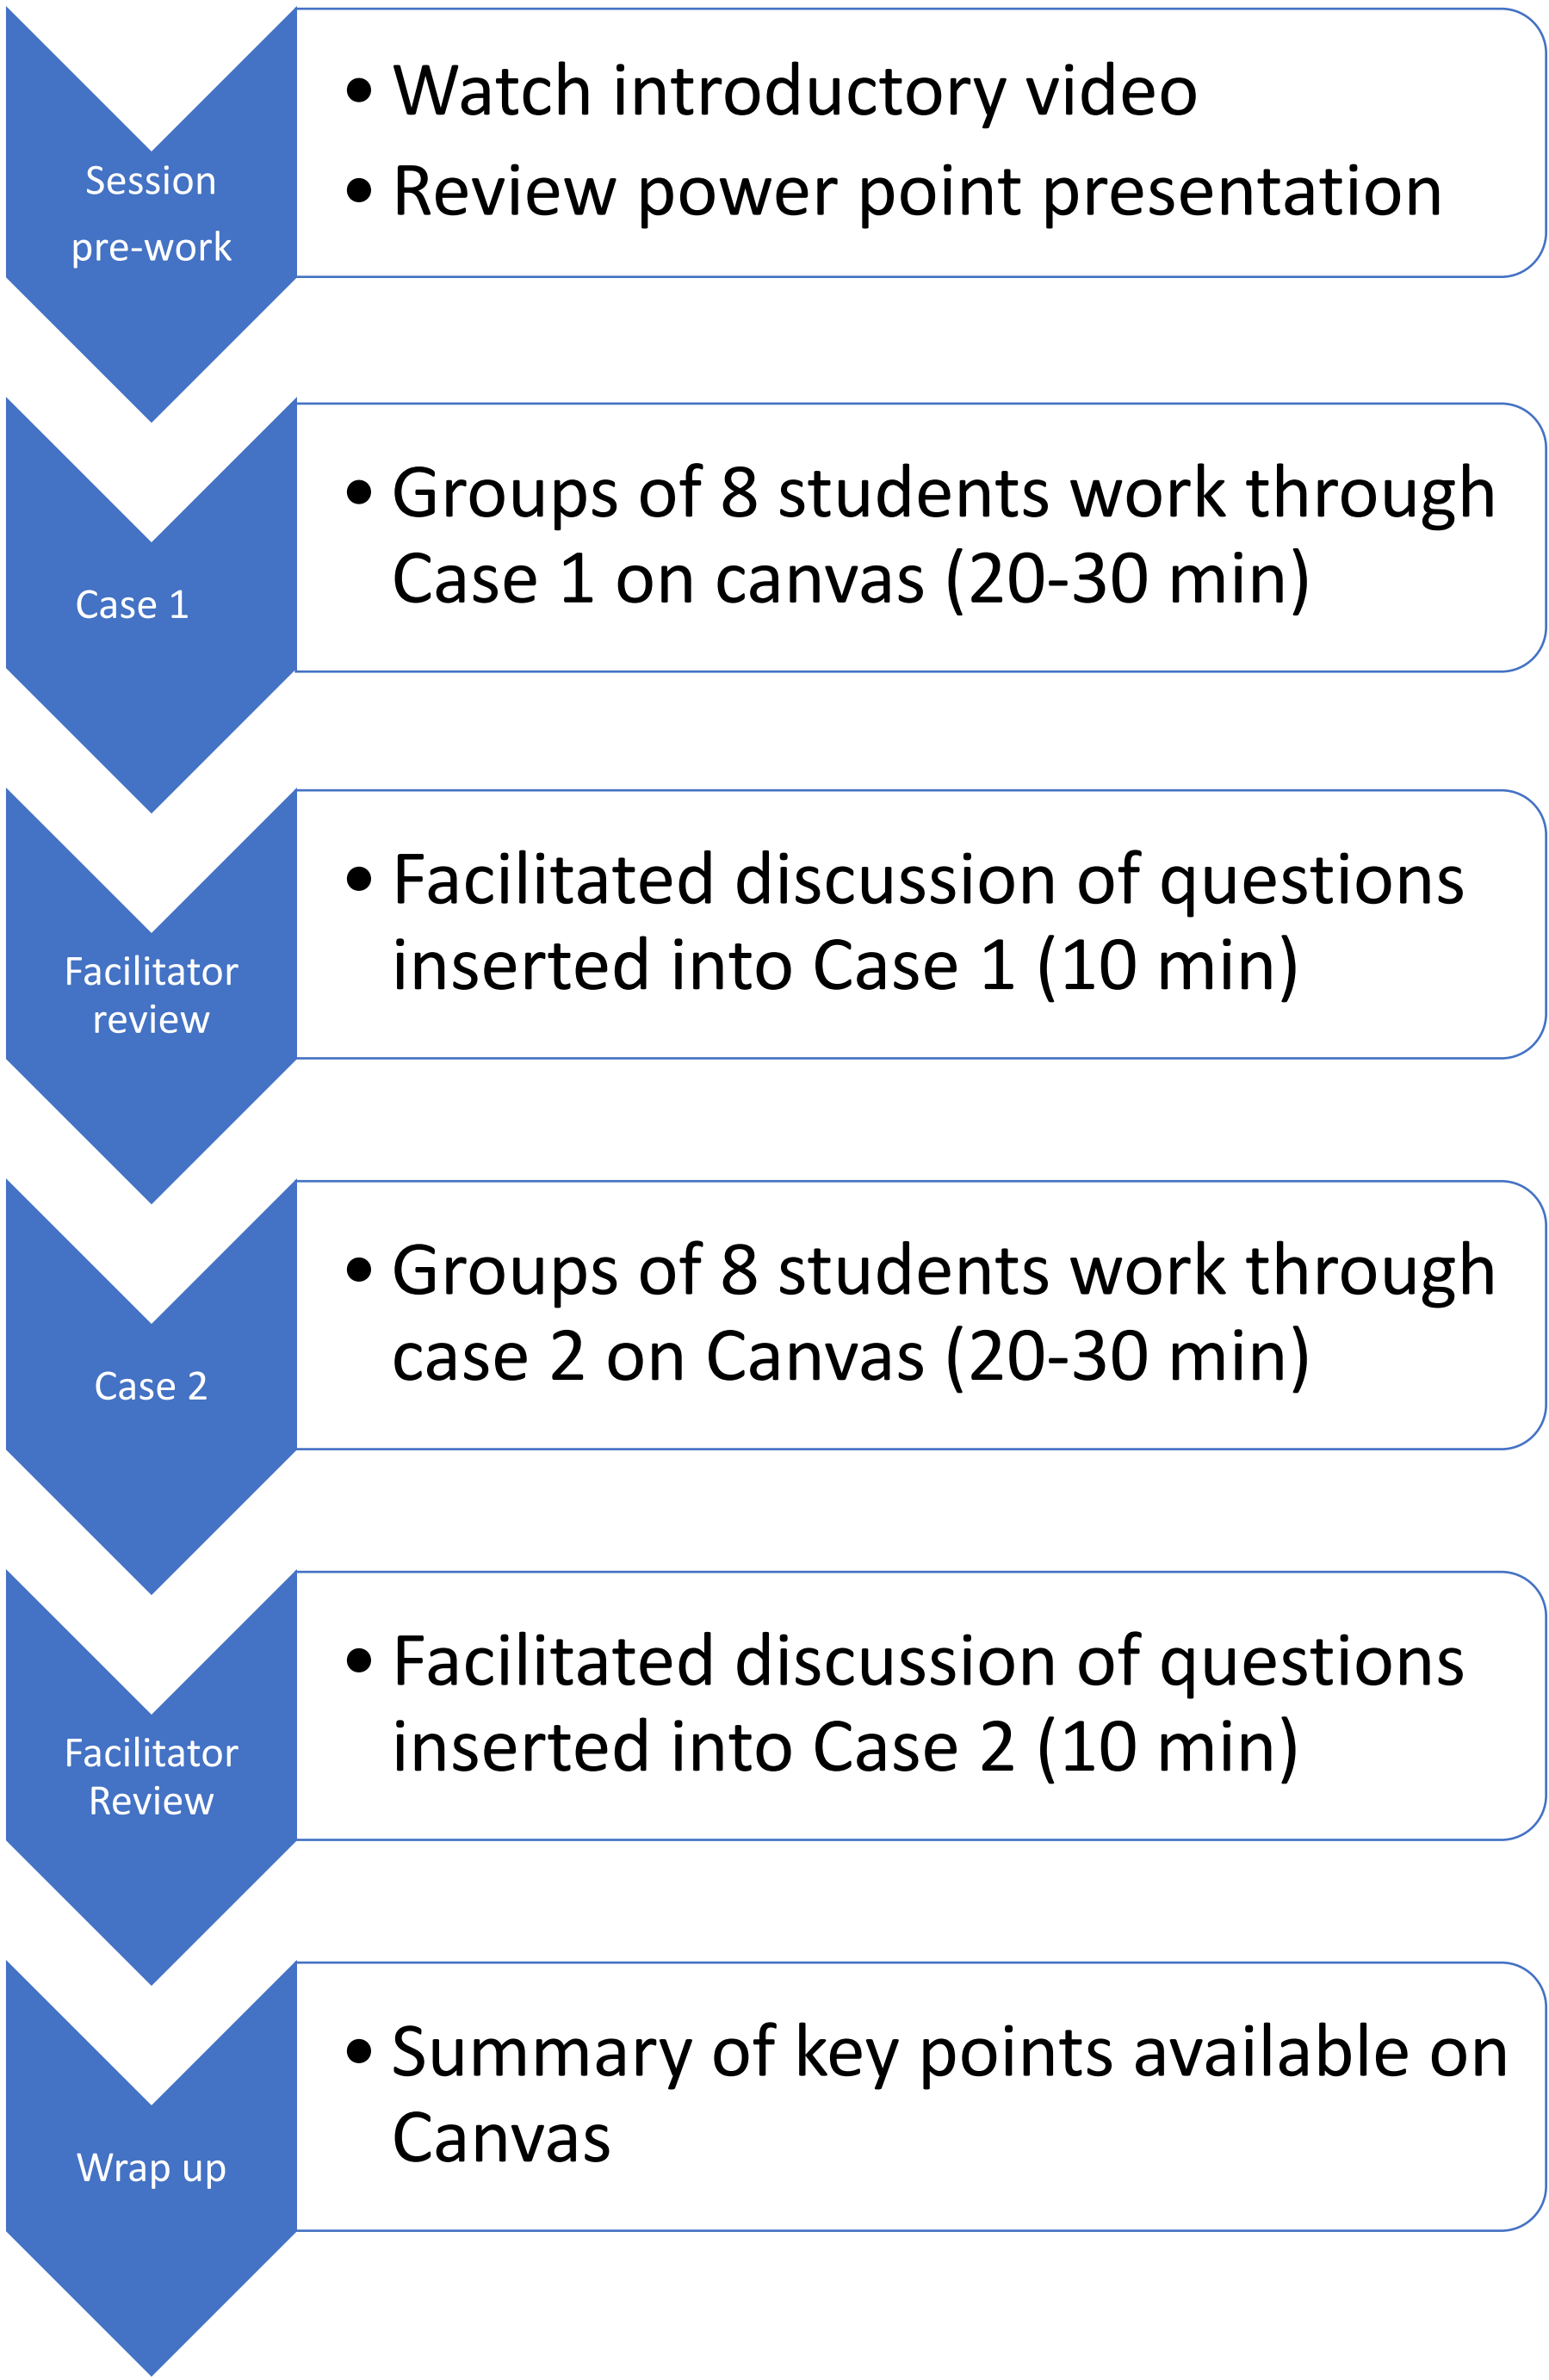 Session
pre-work
• Watch introductory video
• Review power point presentation
Case 1
• Groups of 8 students work through
Case 1 on canvas (20-30 min)
Facilitator
review
• Facilitated discussion of questions
inserted into Case 1 (10 min)
Case 2
• Groups of 8 students work through
case 2 on Canvas (20-30 min)
Facilitator
Review
• Facilitated discussion of questions
inserted into Case 2 (10 min)
Wrap up
• Summary of key points available on
Canvas